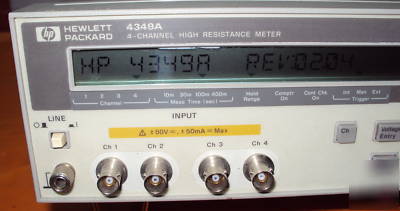 hp HEWLETT PACKARD
4349A
4-CHANNEL HIGH RESISTANCE METER
HP 4349A REV0204
1 2 3 4
Channel
10m 30m 100m 400m
Meas Time (sec)
Hold Range
Comptr On
Cont Chk On
Int Man Ext
Trigger
LINE
INPUT
± 50V ⎓, ± 50mA ⎓ Max
Ch 1 Ch 2 Ch 3 Ch 4
Ch
Voltage Entry